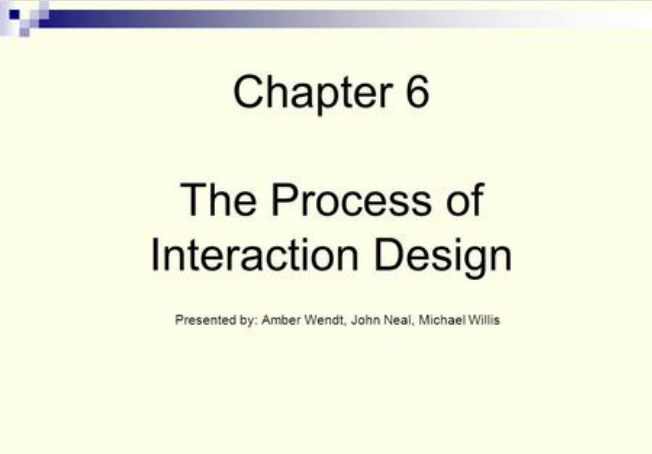 Chapter 6
The Process of
Interaction Design
Presented by: Amber Wendt, John Neal, Michael Willis